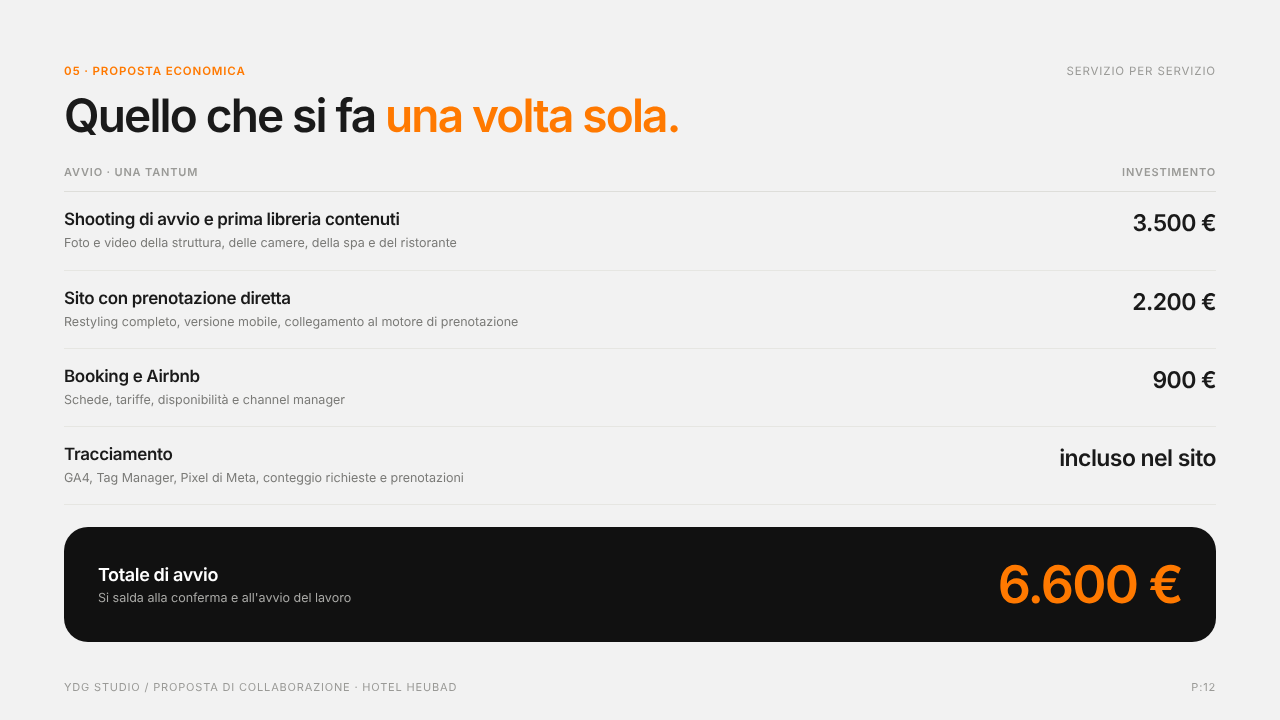 05 · PROPOSTA ECONOMICA
SERVIZIO PER SERVIZIO
Quello che si fa una volta sola.
AVVIO · UNA TANTUM
INVESTIMENTO
Shooting di avvio e prima libreria contenuti
3.500 €
Foto e video della struttura, delle camere, della spa e del ristorante
Sito con prenotazione diretta
2.200 €
Restyling completo, versione mobile, collegamento al motore di prenotazione
Booking e Airbnb
900 €
Schede, tariffe, disponibilità e channel manager
Tracciamento
incluso nel sito
GA4, Tag Manager, Pixel di Meta, conteggio richieste e prenotazioni
Totale di avvio
6.600 €
Si salda alla conferma e all'avvio del lavoro
YDG STUDIO / PROPOSTA DI COLLABORAZIONE · HOTEL HEUBAD
P:12